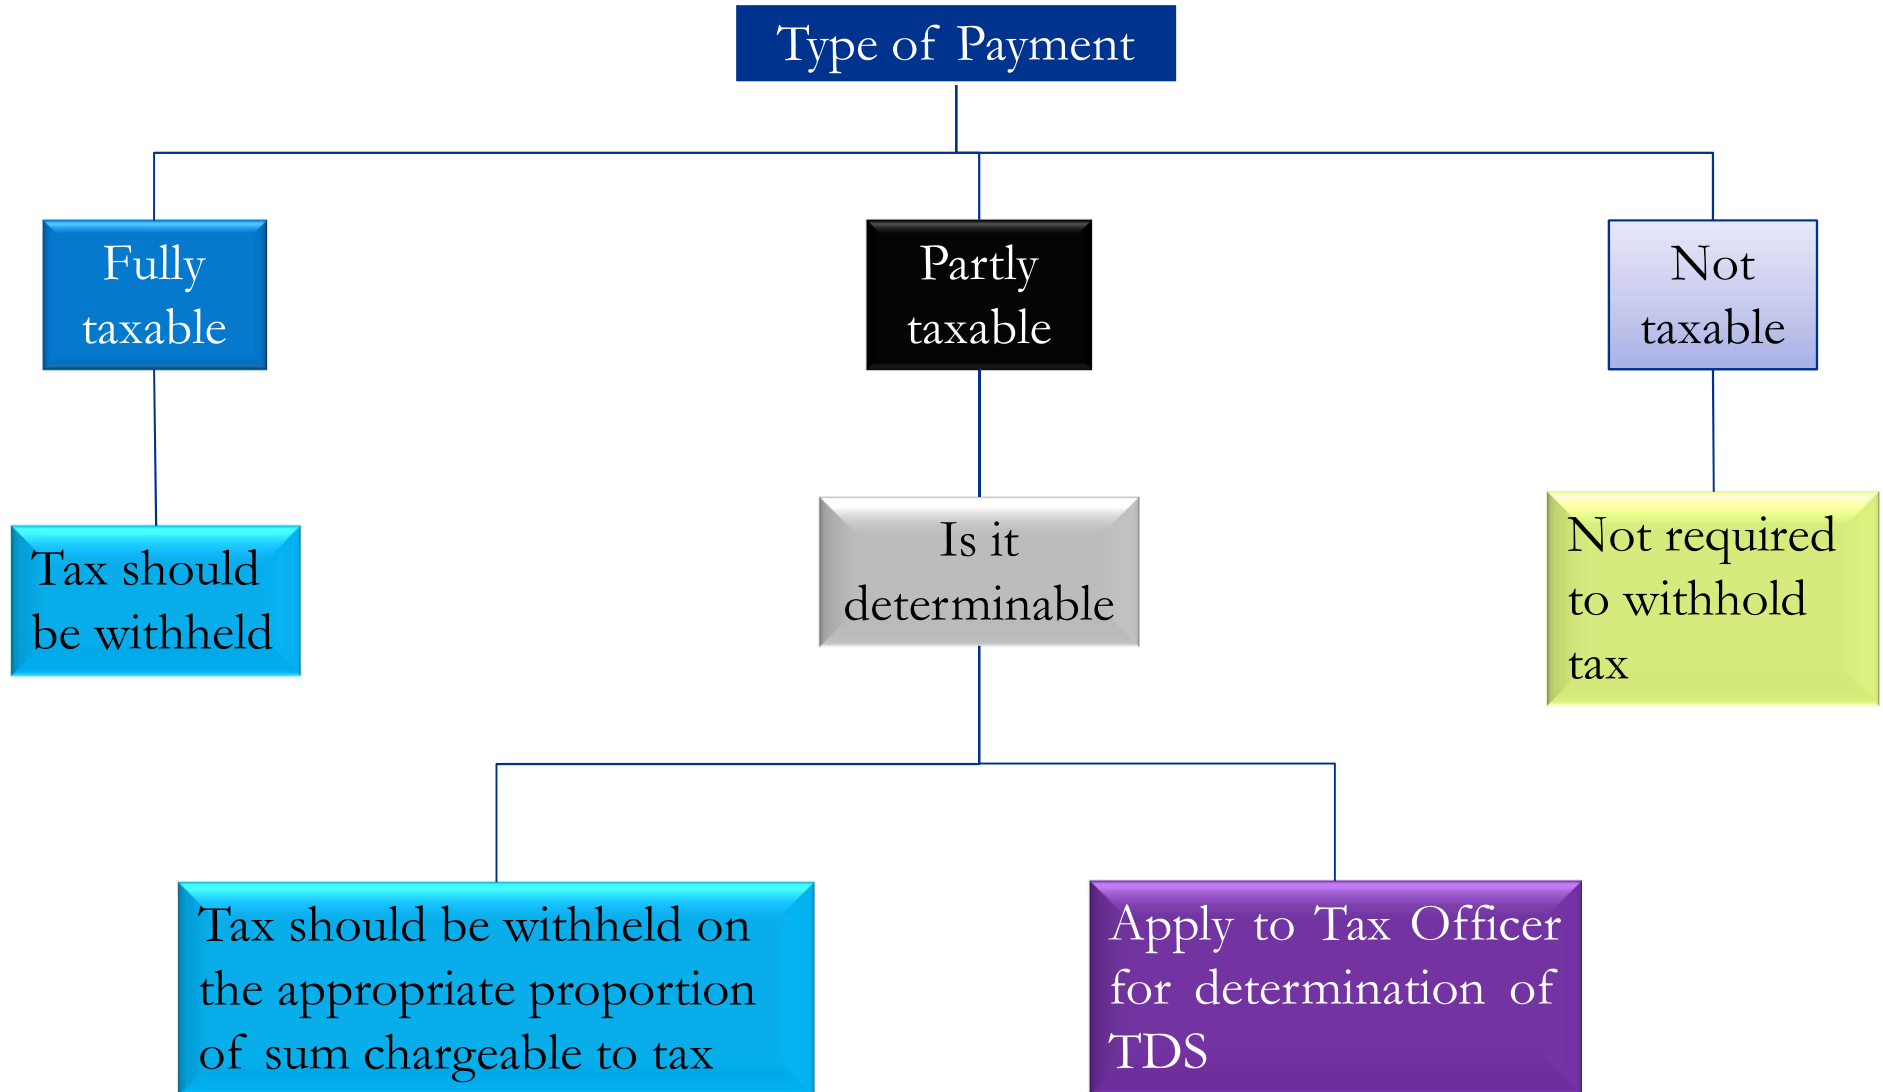 Type of Payment
Fully
taxable
Partly
taxable
Not
taxable
Tax should
be withheld
Is it
determinable
Not required
to withhold
tax
Tax should be withheld on
the appropriate proportion
of sum chargeable to tax
Apply to Tax Officer
for determination of
TDS